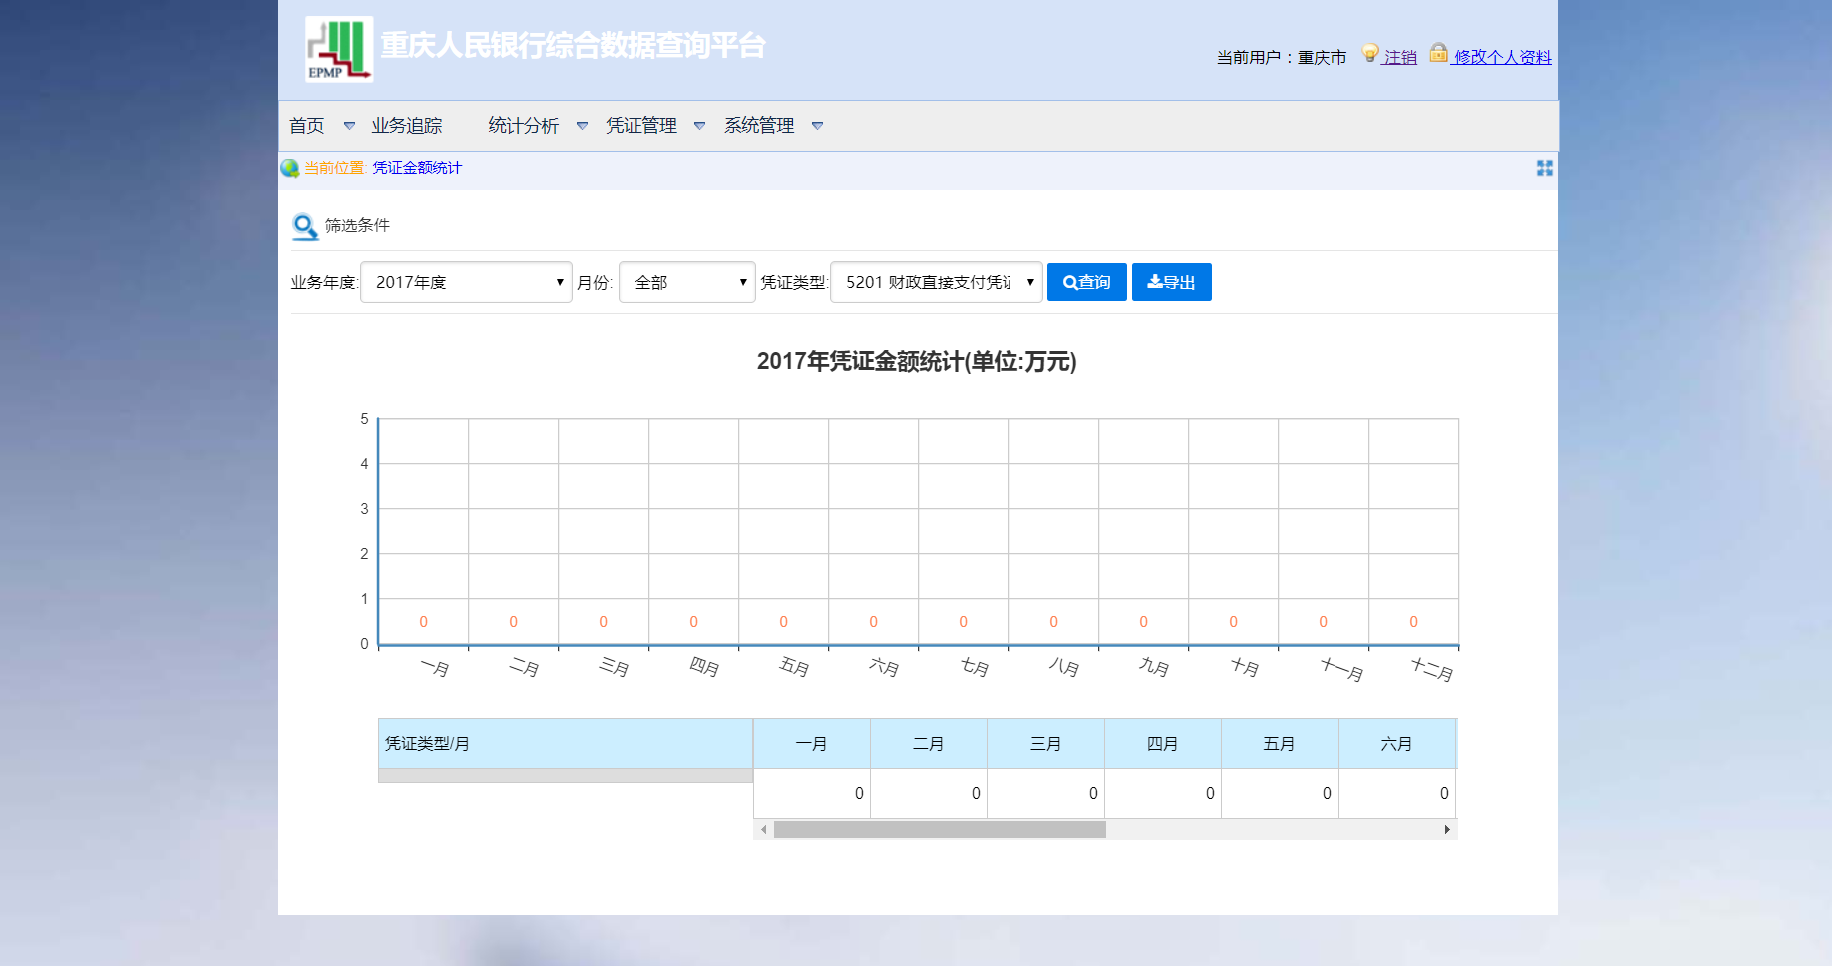 EPMP
重庆人民银行综合数据查询平台
当前用户：重庆市 注销 修改个人资料
首页 业务追踪 统计分析 凭证管理 系统管理
当前位置: 凭证金额统计
筛选条件
业务年度: 2017年度 月份: 全部 凭证类型: 5201 财政直接支付凭证 查询 导出
2017年凭证金额统计(单位:万元)
5
4
3
2
1
0
0 0 0 0 0 0 0 0 0 0 0 0
一月 二月 三月 四月 五月 六月 七月 八月 九月 十月 十一月 十二月
凭证类型/月 一月 二月 三月 四月 五月 六月
0 0 0 0 0 0